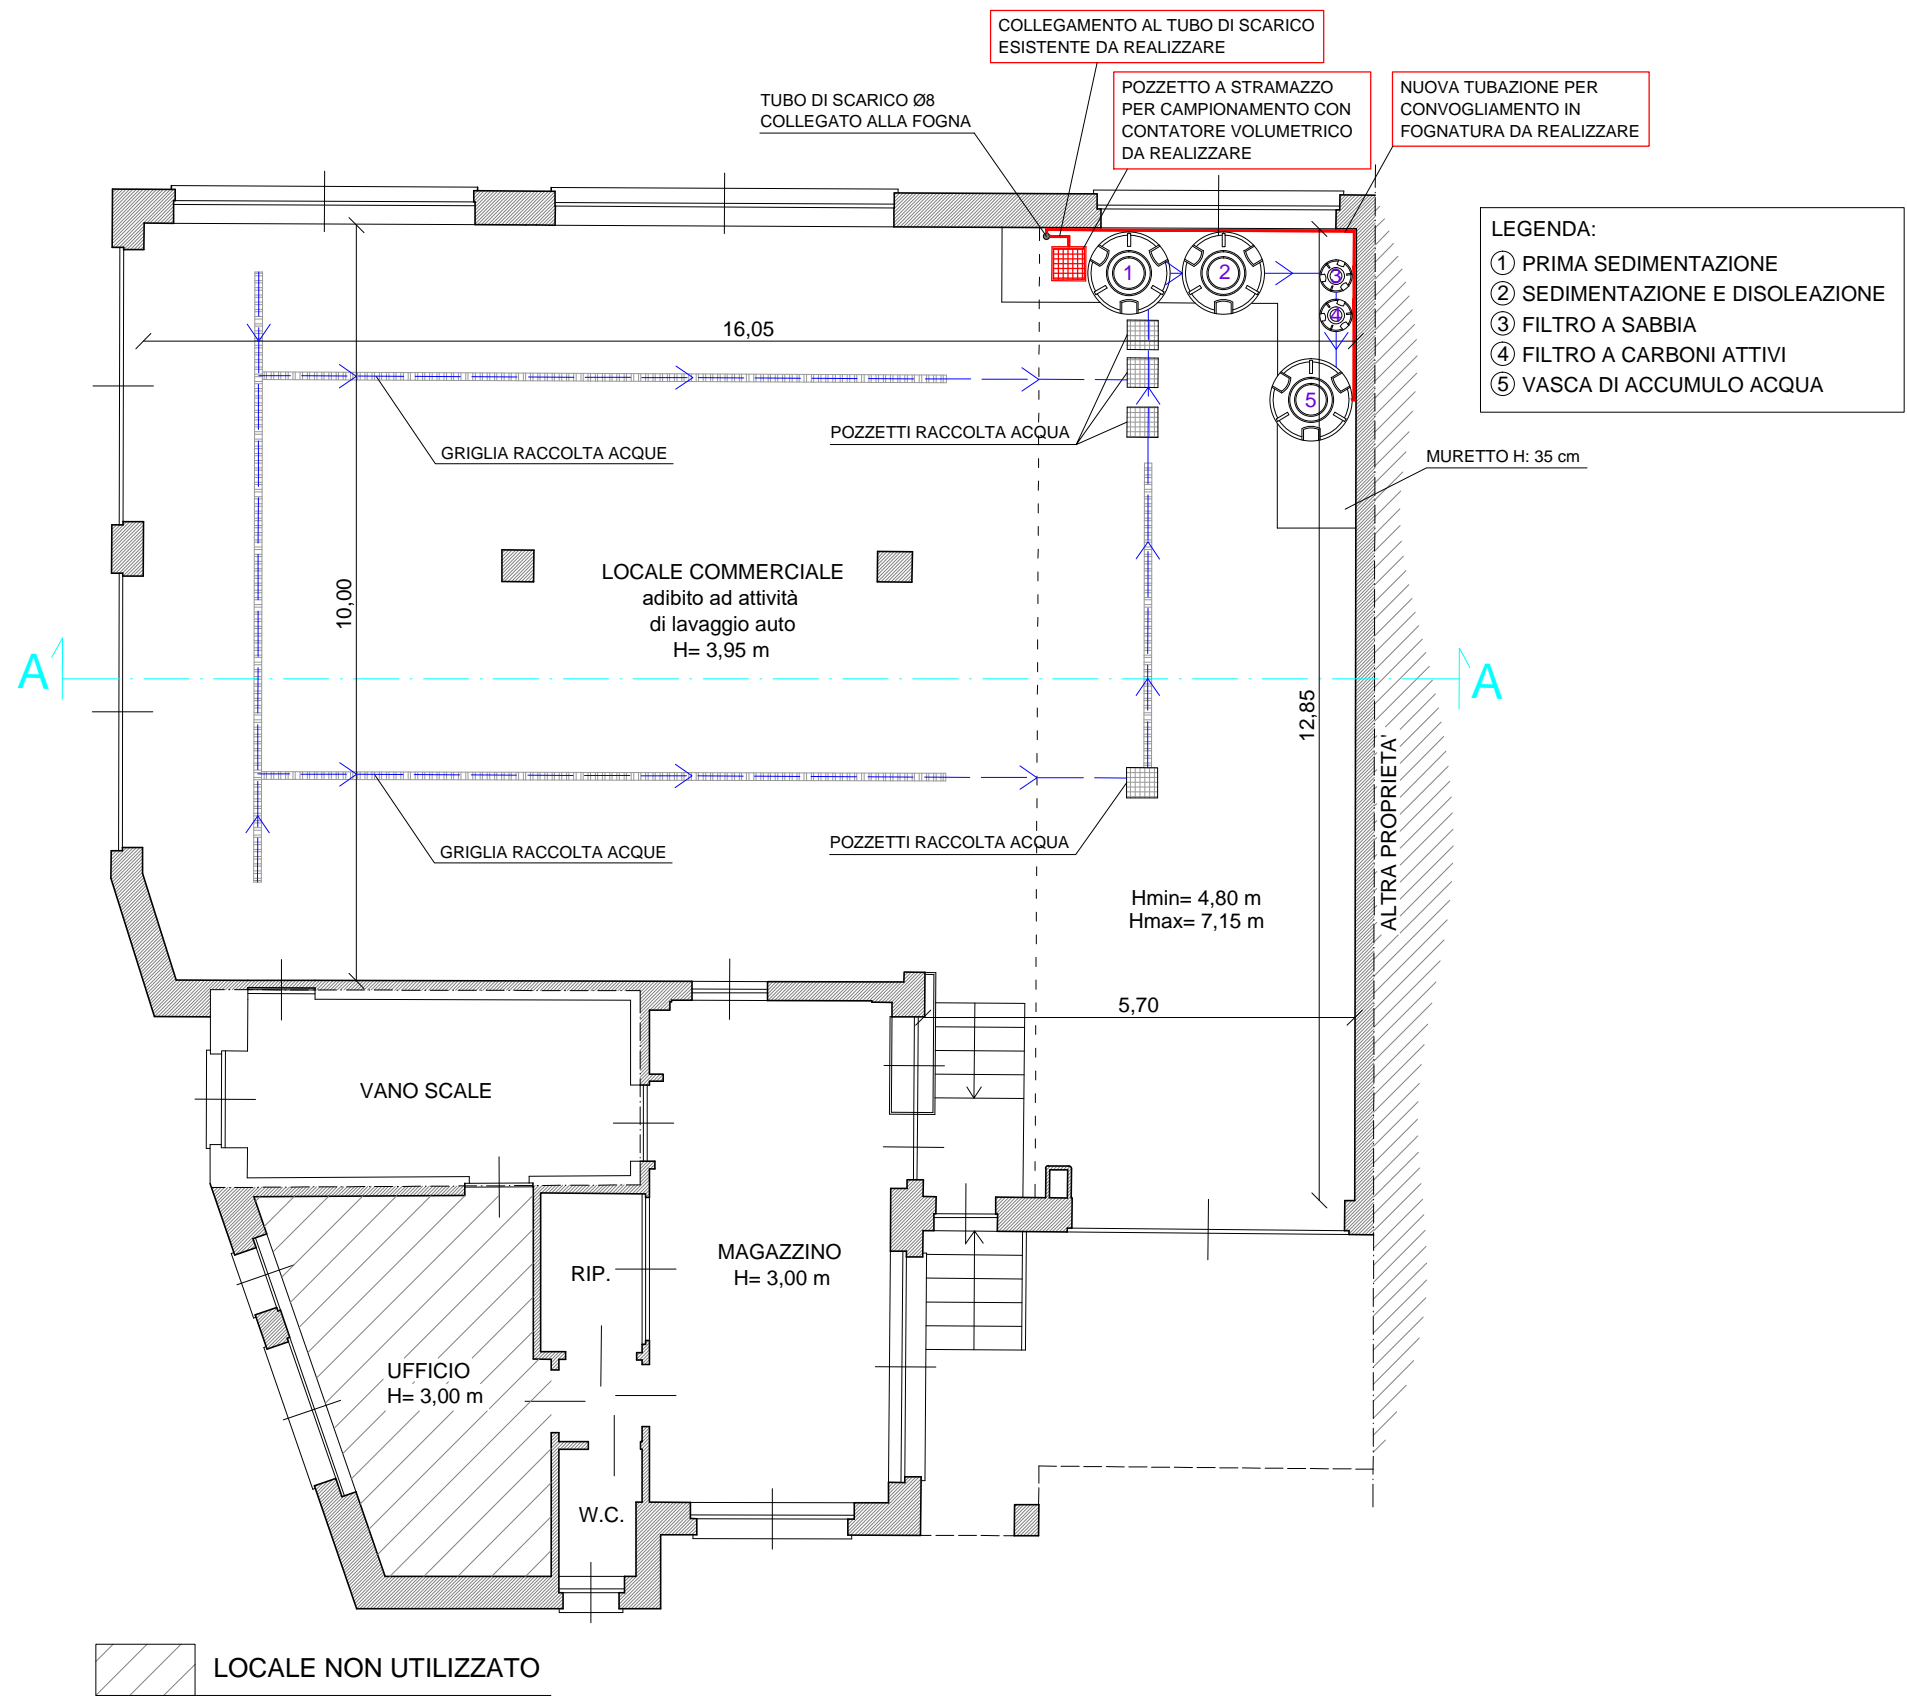 COLLEGAMENTO AL TUBO DI SCARICO
ESISTENTE DA REALIZZARE
TUBO DI SCARICO Ø8
COLLEGATO ALLA FOGNA
POZZETTO A STRAMAZZO
PER CAMPIONAMENTO CON
CONTATORE VOLUMETRICO
DA REALIZZARE
NUOVA TUBAZIONE PER
CONVOGLIAMENTO IN
FOGNATURA DA REALIZZARE
LEGENDA:
1 PRIMA SEDIMENTAZIONE
2 SEDIMENTAZIONE E DISOLEAZIONE
3 FILTRO A SABBIA
4 FILTRO A CARBONI ATTIVI
5 VASCA DI ACCUMULO ACQUA
1
2
3
4
5
16,05
GRIGLIA RACCOLTA ACQUE
POZZETTI RACCOLTA ACQUA
MURETTO H: 35 cm
10,00
LOCALE COMMERCIALE
adibito ad attività
di lavaggio auto
H= 3,95 m
A
A
12,85
ALTRA PROPRIETA'
GRIGLIA RACCOLTA ACQUE
POZZETTI RACCOLTA ACQUA
Hmin= 4,80 m
Hmax= 7,15 m
5,70
VANO SCALE
MAGAZZINO
H= 3,00 m
RIP.
UFFICIO
H= 3,00 m
W.C.
LOCALE NON UTILIZZATO